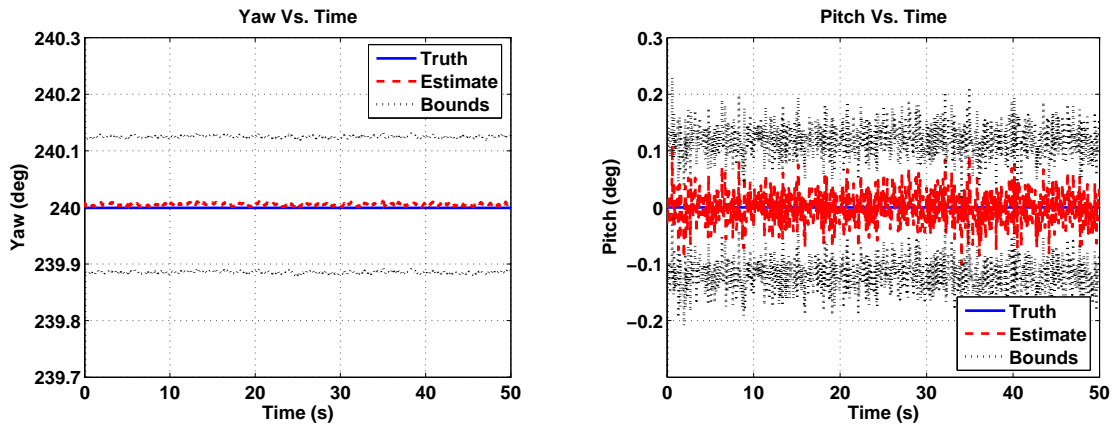 Yaw Vs. Time
240.3
240.2
240.1
240
239.9
239.8
239.7
Yaw (deg)
0 10 20 30 40 50
Time (s)
Truth
Estimate
Bounds
Pitch Vs. Time
0.3
0.2
0.1
0
−0.1
−0.2
Pitch (deg)
0 10 20 30 40 50
Time (s)
Truth
Estimate
Bounds